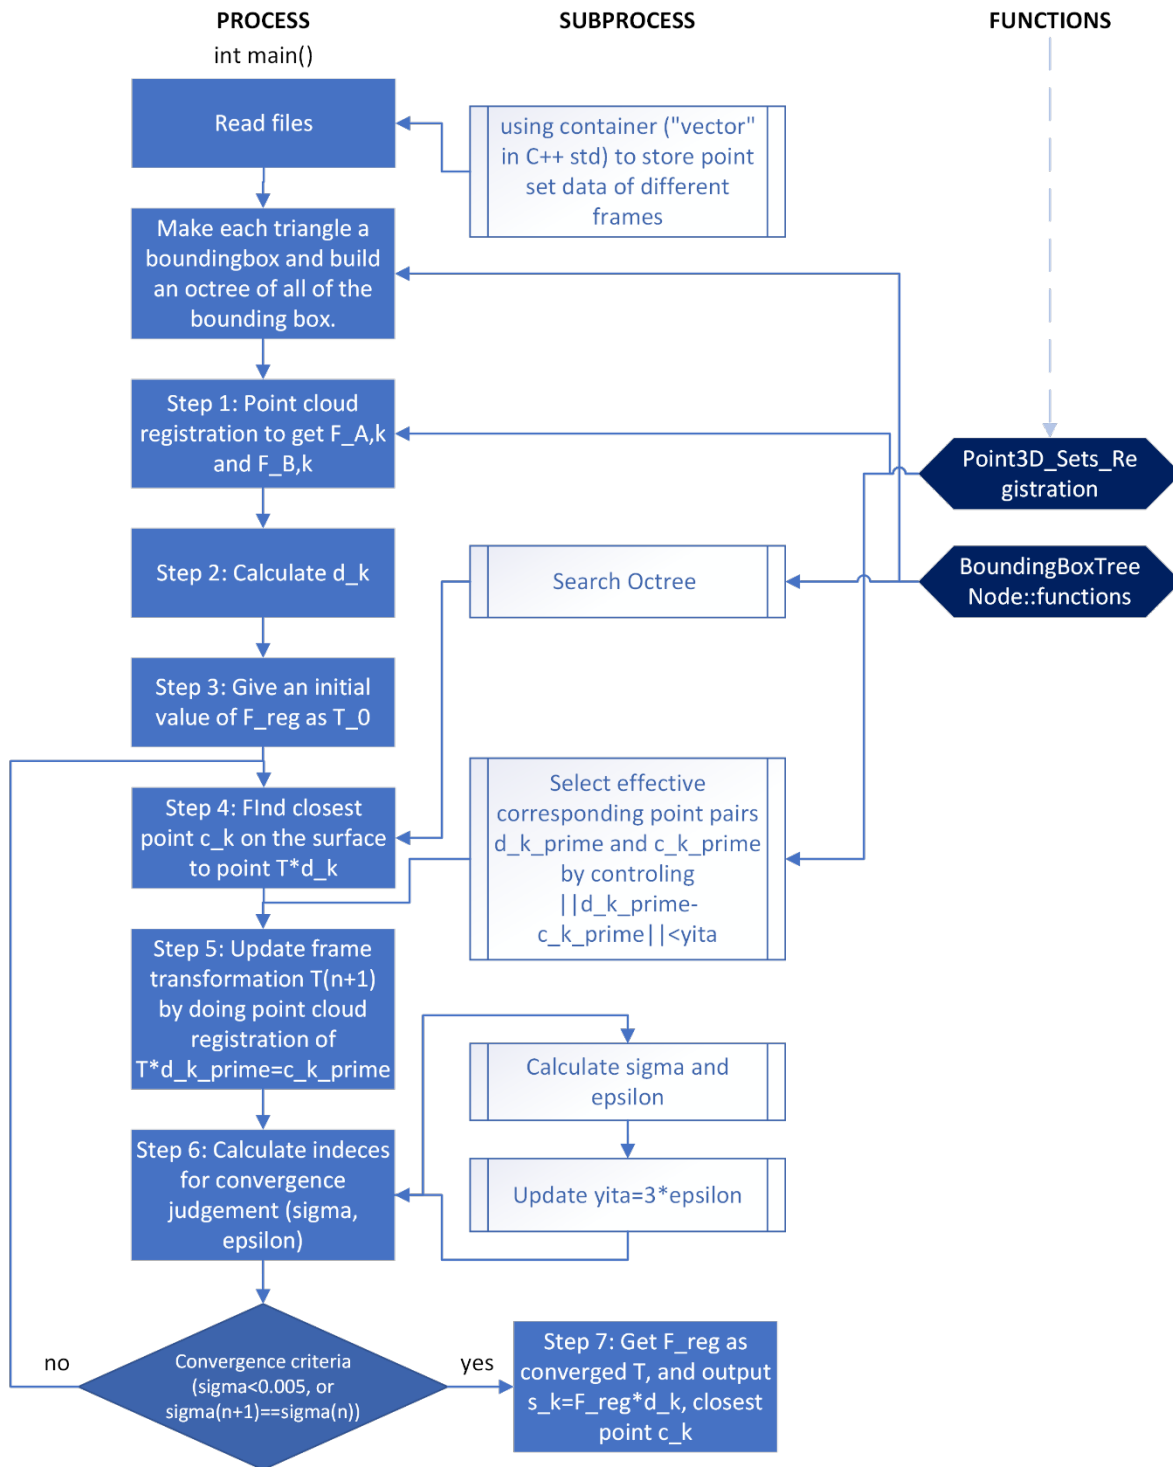 PROCESS
SUBPROCESS
FUNCTIONS
int main()
Read files
using container ("vector"
in C++ std) to store point
set data of different
frames
Make each triangle a
boundingbox and build
an octree of all of the
bounding box.
Step 1: Point cloud
registration to get F_A,k
and F_B,k
Point3D_Sets_Re
gistration
Step 2: Calculate d_k
Search Octree
BoundingBoxTree
Node::functions
Step 3: Give an initial
value of F_reg as T_0
Step 4: FInd closest
point c_k on the surface
to point T*d_k
Select effective
corresponding point pairs
d_k_prime and c_k_prime
by controling
||d_k_prime-
c_k_prime||<yita
Step 5: Update frame
transformation T(n+1)
by doing point cloud
registration of
T*d_k_prime=c_k_prime
Calculate sigma and
epsilon
Step 6: Calculate indeces
for convergence
judgement (sigma,
epsilon)
Update yita=3*epsilon
no
Convergence criteria
(sigma<0.005, or
sigma(n+1)==sigma(n))
yes
Step 7: Get F_reg as
converged T, and output
s_k=F_reg*d_k, closest
point c_k